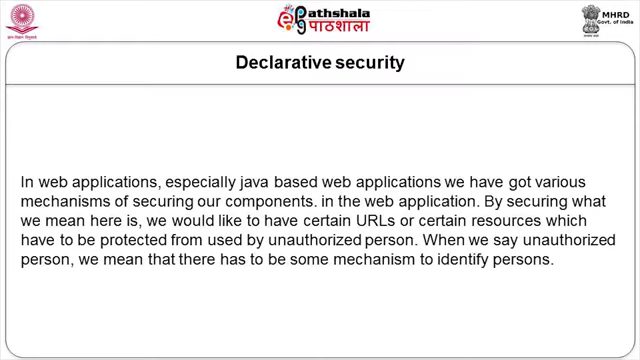 ePathshala
पाठशाला
MHRD
Govt. of India
Declarative security
In web applications, especially java based web applications we have got various
mechanisms of securing our components. in the web application. By securing what
we mean here is, we would like to have certain URLs or certain resources which
have to be protected from used by unauthorized person. When we say unauthorized
person, we mean that there has to be some mechanism to identify persons.